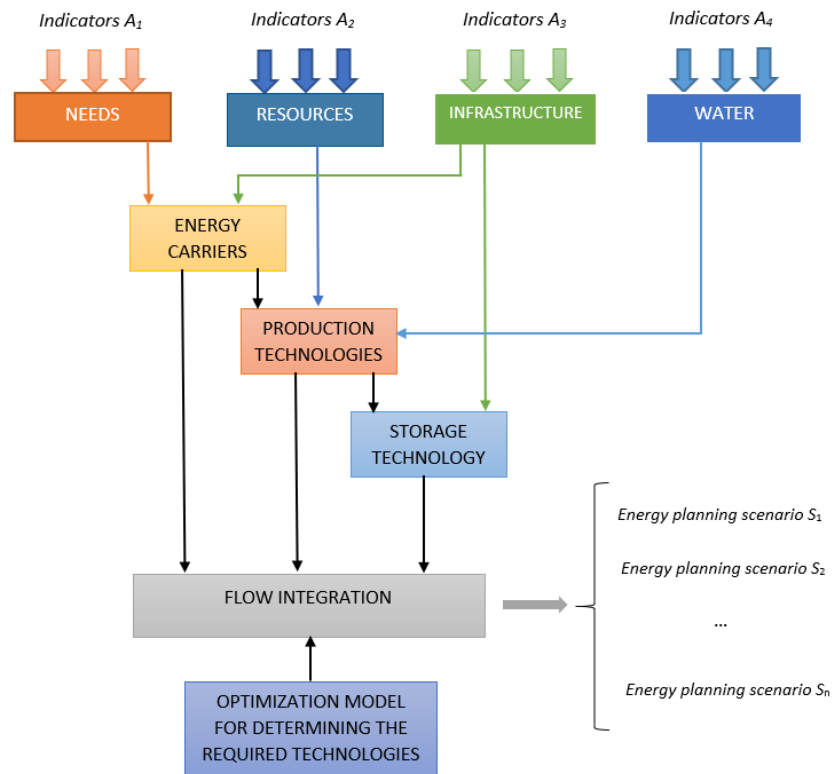 Indicators A₁
Indicators A₂
Indicators A₃
Indicators A₄
NEEDS
RESOURCES
INFRASTRUCTURE
WATER
ENERGY
CARRIERS
PRODUCTION
TECHNOLOGIES
STORAGE
TECHNOLOGY
Energy planning scenario S₁
Energy planning scenario S₂
...
Energy planning scenario Sₙ
FLOW INTEGRATION
OPTIMIZATION MODEL
FOR DETERMINING THE
REQUIRED TECHNOLOGIES